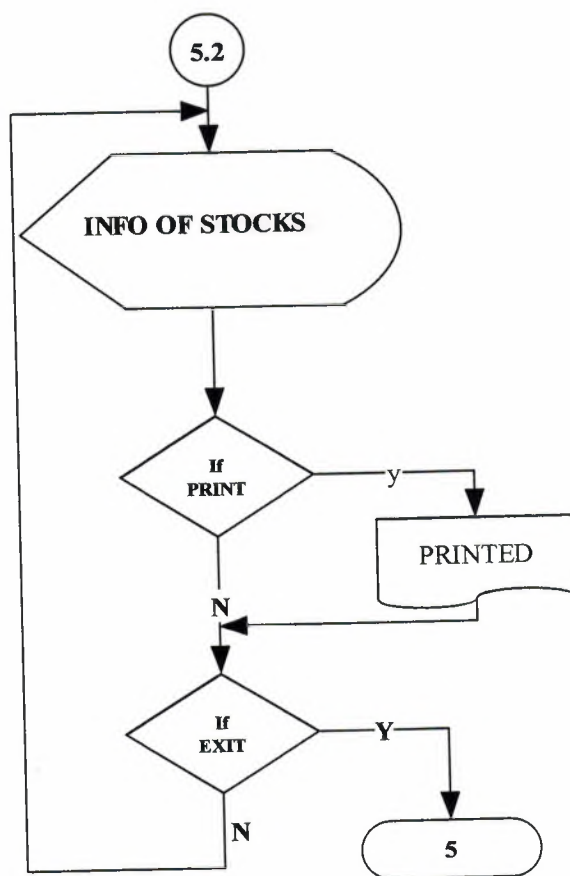 5.2
INFO OF STOCKS
If
PRINT
y
PRINTED
N
If
EXIT
Y
N
5